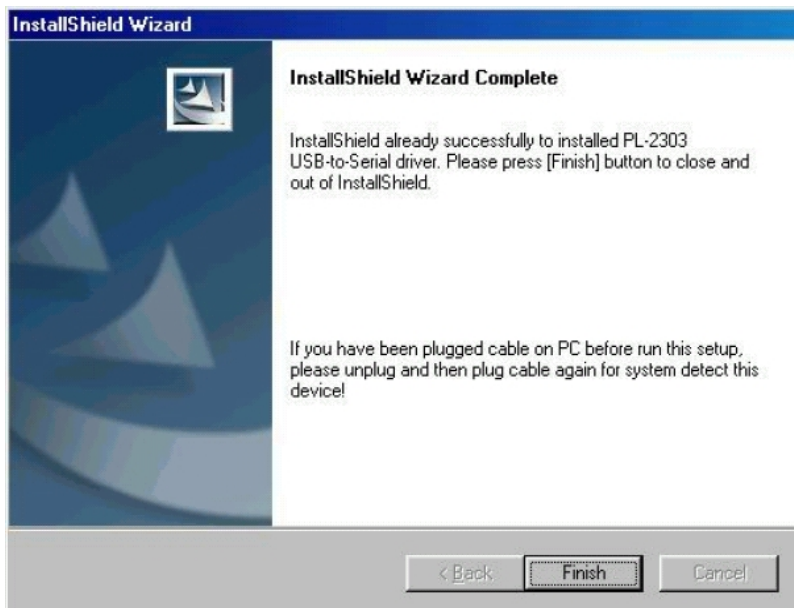 InstallShield Wizard
InstallShield Wizard Complete
InstallShield already successfully to installed PL-2303
USB-to-Serial driver. Please press [Finish] button to close and
out of InstallShield.
If you have been plugged cable on PC before run this setup,
please unplug and then plug cable again for system detect this
device!
< Back Finish Cancel